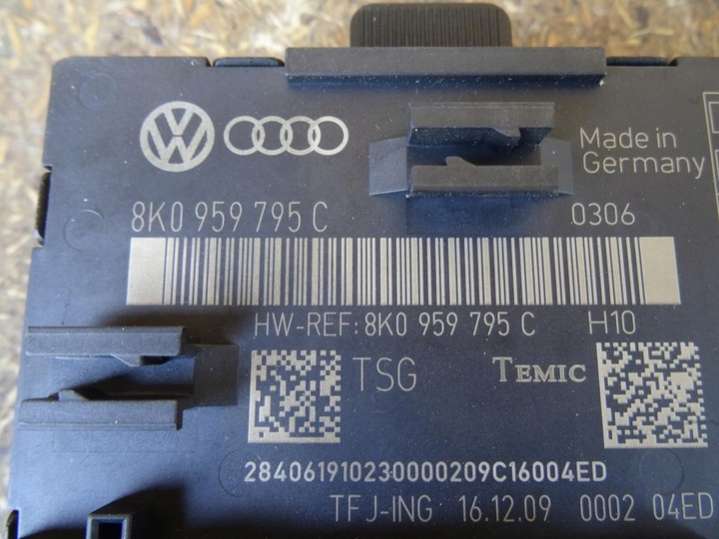 Made in
Germany
8K0 959 795 C 0306
HW-REF: 8K0 959 795 C H10
TSG TEMIC
284061910230000209C16004ED
TFJ-ING 16.12.09 0002 04ED